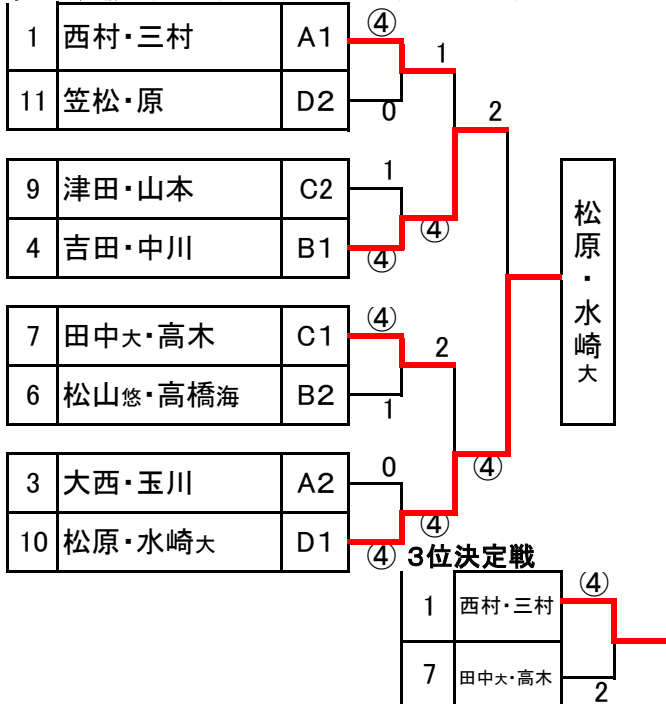 ④
1 西村・三村 A1
1
11 笠松・原 D2
0
2
1
9 津田・山本 C2
④
4 吉田・中川 B1
④
松原・水崎大
④
7 田中大・高木 C1
2
6 松山悠・高橋海 B2
1
0
3 大西・玉川 A2
④
④
10 松原・水崎大 D1
④
3位決定戦
④
1 西村・三村
7 田中大・高木
2